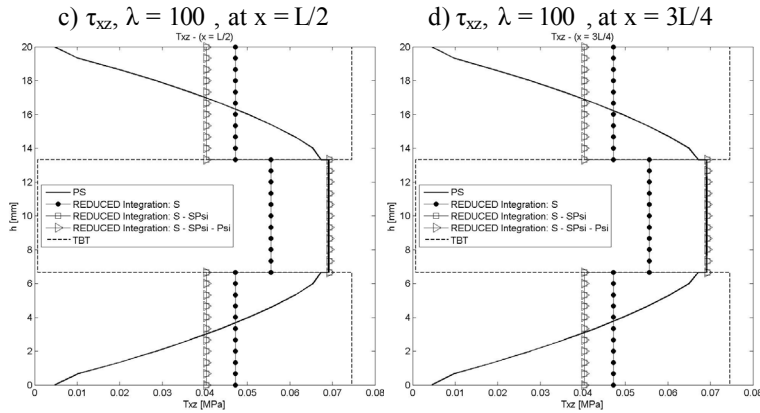 c) τxz, λ = 100 , at x = L/2
Txz - (x = L/2)
20
18
16
14
12
10
8
6
4
2
0
h [mm]
PS
REDUCED Integration: S
REDUCED Integration: S - SPsi
REDUCED Integration: S - SPsi - Psi
TBT
0 0.01 0.02 0.03 0.04 0.05 0.06 0.07 0.08
Txz [MPa]
d) τxz, λ = 100 , at x = 3L/4
Txz - (x = 3L/4)
20
18
16
14
12
10
8
6
4
2
0
h [mm]
PS
REDUCED Integration: S
REDUCED Integration: S - SPsi
REDUCED Integration: S - SPsi - Psi
TBT
0 0.01 0.02 0.03 0.04 0.05 0.06 0.07 0.08
Txz [MPa]